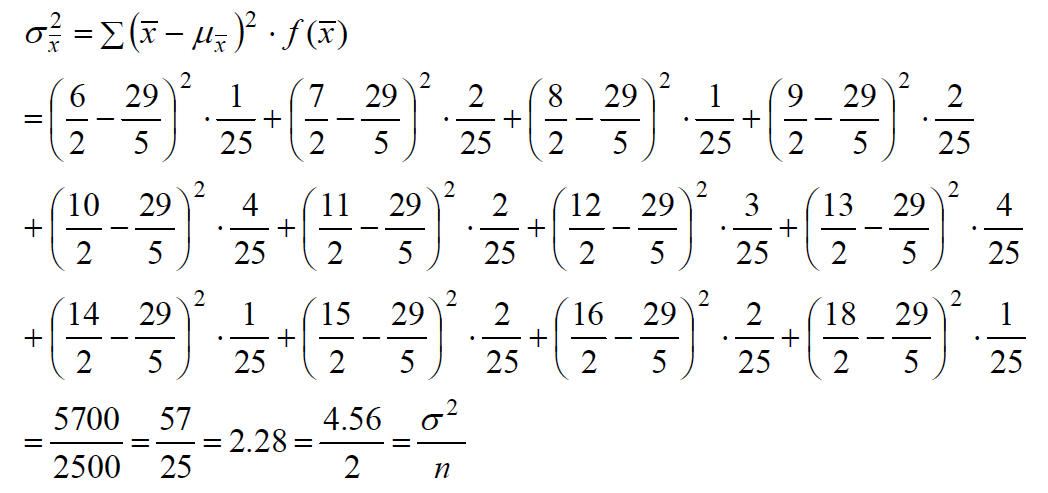 σ²_x̄ = ∑(x̄ − μ_x̄)² · f(x̄)
= (6/2 − 29/5)² · 1/25 + (7/2 − 29/5)² · 2/25 + (8/2 − 29/5)² · 1/25 + (9/2 − 29/5)² · 2/25
+ (10/2 − 29/5)² · 4/25 + (11/2 − 29/5)² · 2/25 + (12/2 − 29/5)² · 3/25 + (13/2 − 29/5)² · 4/25
+ (14/2 − 29/5)² · 1/25 + (15/2 − 29/5)² · 2/25 + (16/2 − 29/5)² · 2/25 + (18/2 − 29/5)² · 1/25
= 5700/2500 = 57/25 = 2.28 = 4.56/2 = σ²/n